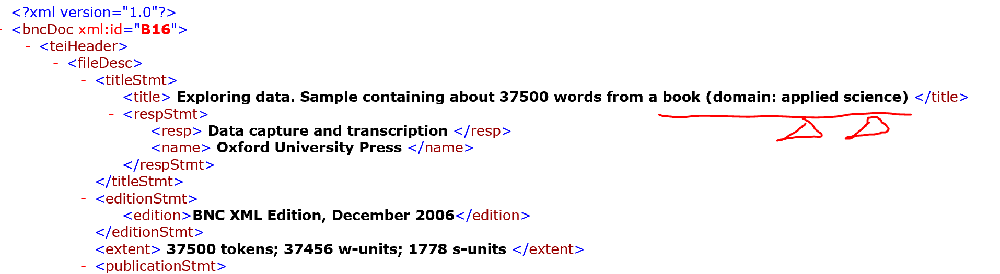 <?xml version="1.0"?>
- <bncDoc xml:id="B16">
- <teiHeader>
- <fileDesc>
- <titleStmt>
<title> Exploring data. Sample containing about 37500 words from a book (domain: applied science) </title>
- <respStmt>
<resp> Data capture and transcription </resp>
<name> Oxford University Press </name>
</respStmt>
</titleStmt>
- <editionStmt>
<edition>BNC XML Edition, December 2006</edition>
</editionStmt>
<extent> 37500 tokens; 37456 w-units; 1778 s-units </extent>
- <publicationStmt>